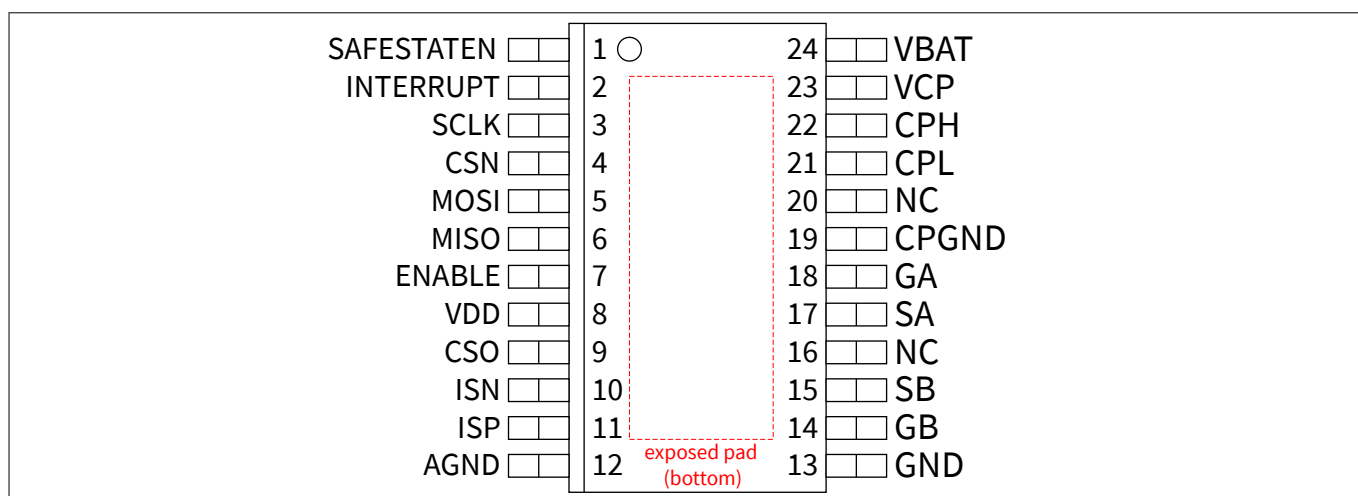 SAFESTATEN 1 24 VBAT
INTERRUPT 2 23 VCP
SCLK 3 22 CPH
CSN 4 21 CPL
MOSI 5 20 NC
MISO 6 19 CPGND
ENABLE 7 18 GA
VDD 8 17 SA
CSO 9 16 NC
ISN 10 15 SB
ISP 11 14 GB
AGND 12 13 GND
exposed pad
(bottom)